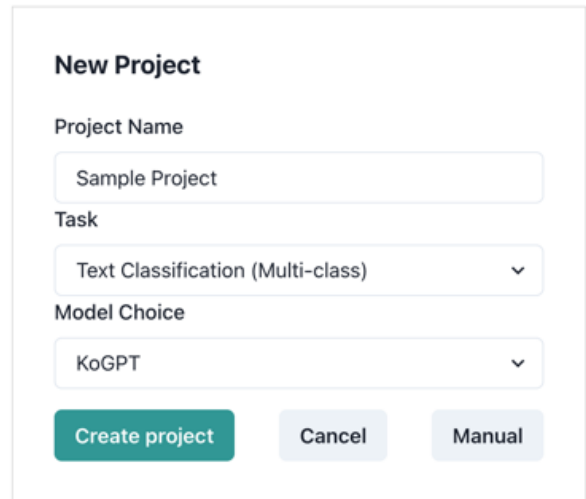 New Project
Project Name
Sample Project
Task
Text Classification (Multi-class)
Model Choice
KoGPT
Create project Cancel Manual